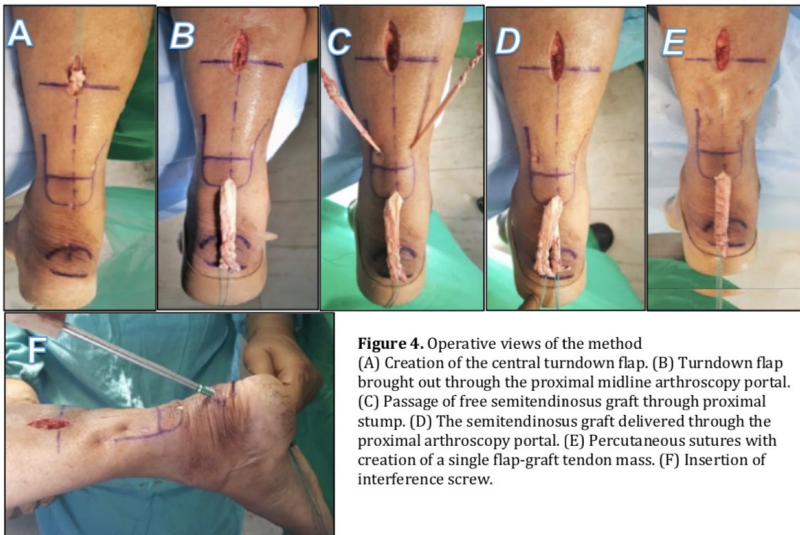 A
B
C
D
E
F
Figure 4. Operative views of the method
(A) Creation of the central turndown flap. (B) Turndown flap
brought out through the proximal midline arthroscopy portal.
(C) Passage of free semitendinosus graft through proximal
stump. (D) The semitendinosus graft delivered through the
proximal arthroscopy portal. (E) Percutaneous sutures with
creation of a single flap-graft tendon mass. (F) Insertion of
interference screw.